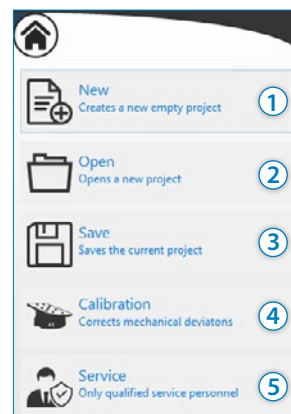 New
Creates a new empty project
1
Open
Opens a new project
2
Save
Saves the current project
3
Calibration
Corrects mechanical deviatons
4
Service
Only qualified service personnel
5